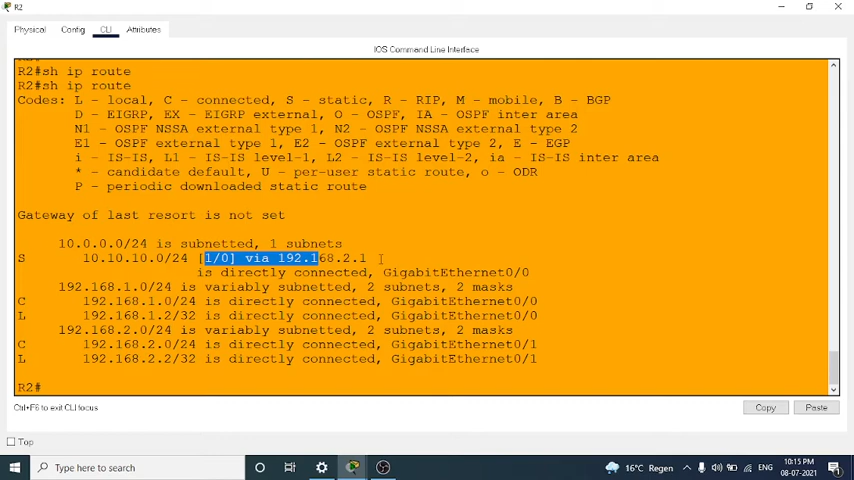 R2
Physical Config CLI Attributes
IOS Command Line Interface
R2#sh ip route
R2#sh ip route
Codes: L - local, C - connected, S - static, R - RIP, M - mobile, B - BGP
D - EIGRP, EX - EIGRP external, O - OSPF, IA - OSPF inter area
N1 - OSPF NSSA external type 1, N2 - OSPF NSSA external type 2
E1 - OSPF external type 1, E2 - OSPF external type 2, E - EGP
i - IS-IS, L1 - IS-IS level-1, L2 - IS-IS level-2, ia - IS-IS inter area
* - candidate default, U - per-user static route, o - ODR
P - periodic downloaded static route
Gateway of last resort is not set
10.0.0.0/24 is subnetted, 1 subnets
S 10.10.10.0/24 [1/0] via 192.168.2.1
is directly connected, GigabitEthernet0/0
192.168.1.0/24 is variably subnetted, 2 subnets, 2 masks
C 192.168.1.0/24 is directly connected, GigabitEthernet0/0
L 192.168.1.2/32 is directly connected, GigabitEthernet0/0
192.168.2.0/24 is variably subnetted, 2 subnets, 2 masks
C 192.168.2.0/24 is directly connected, GigabitEthernet0/1
L 192.168.2.2/32 is directly connected, GigabitEthernet0/1
R2#
Ctrl+F6 to exit CLI focus
Copy Paste
Top
Type here to search
16°C Regen
ENG
10:15 PM
08-07-2021